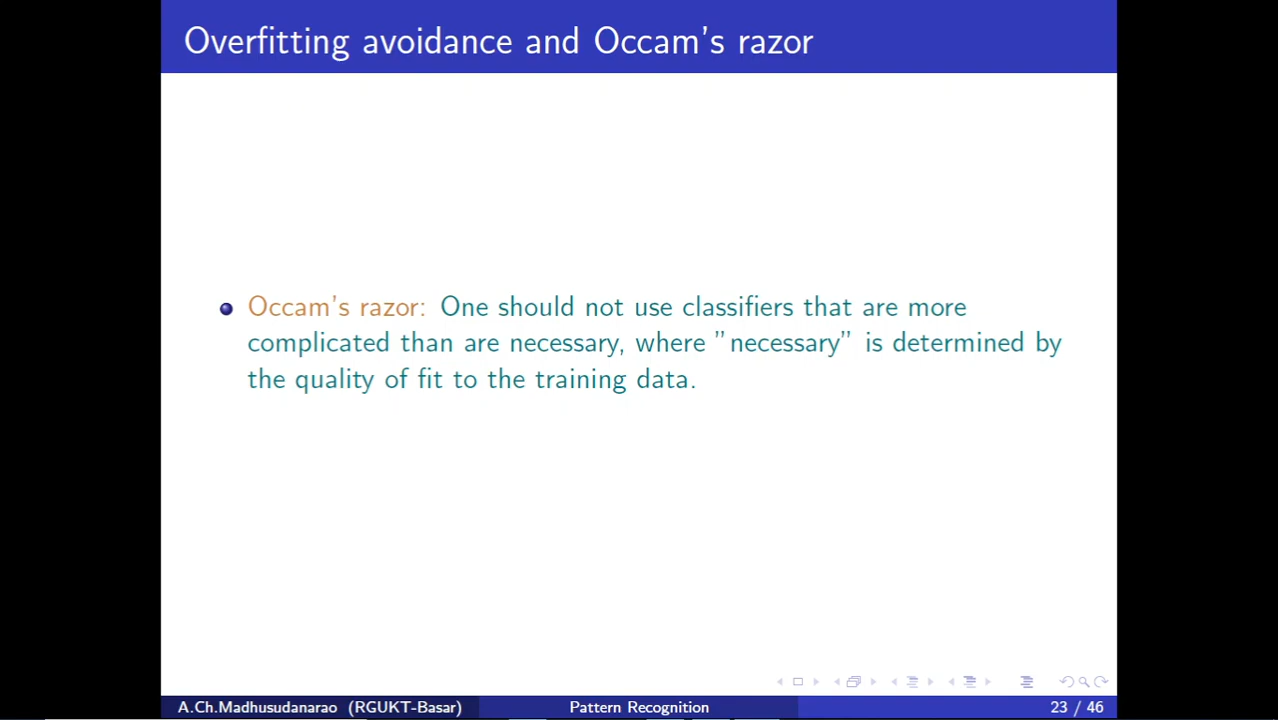 Overfitting avoidance and Occam's razor
Occam's razor: One should not use classifiers that are more
complicated than are necessary, where ”necessary” is determined by
the quality of fit to the training data.
A.Ch.Madhusudanarao (RGUKT-Basar)
Pattern Recognition
23 / 46